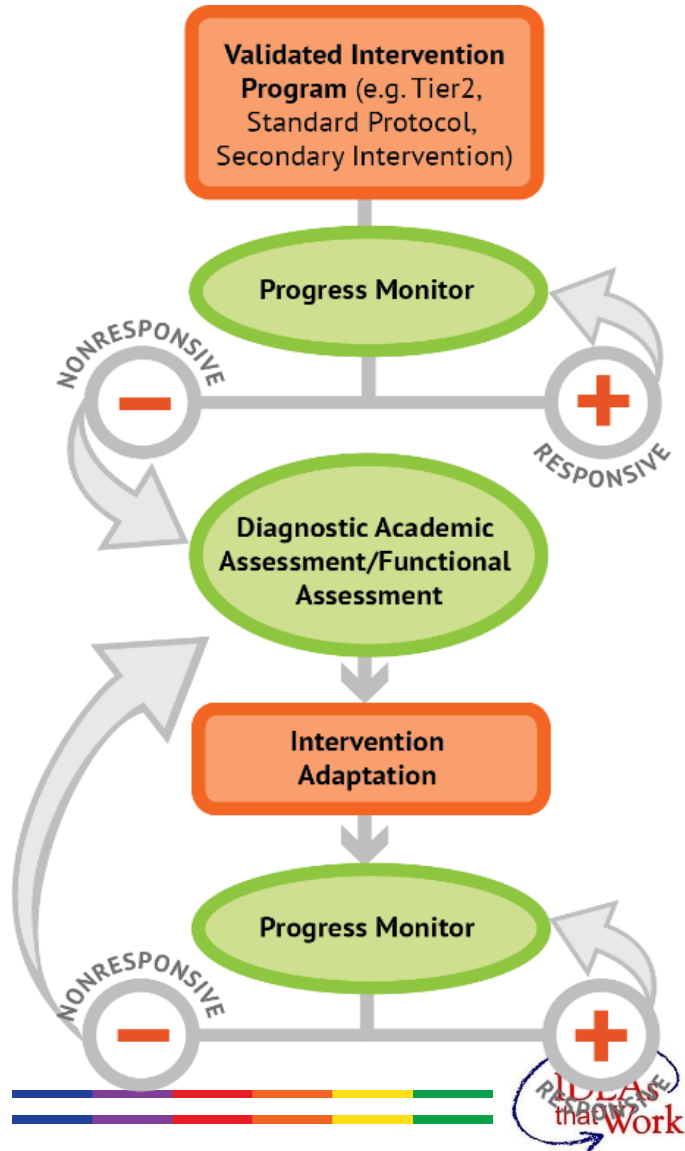 Validated Intervention
Program (e.g. Tier2,
Standard Protocol,
Secondary Intervention)
Progress Monitor
NONRESPONSIVE
RESPONSIVE
Diagnostic Academic
Assessment/Functional
Assessment
Intervention
Adaptation
Progress Monitor
NONRESPONSIVE
RESPONSIVE
IDEAs
that Work